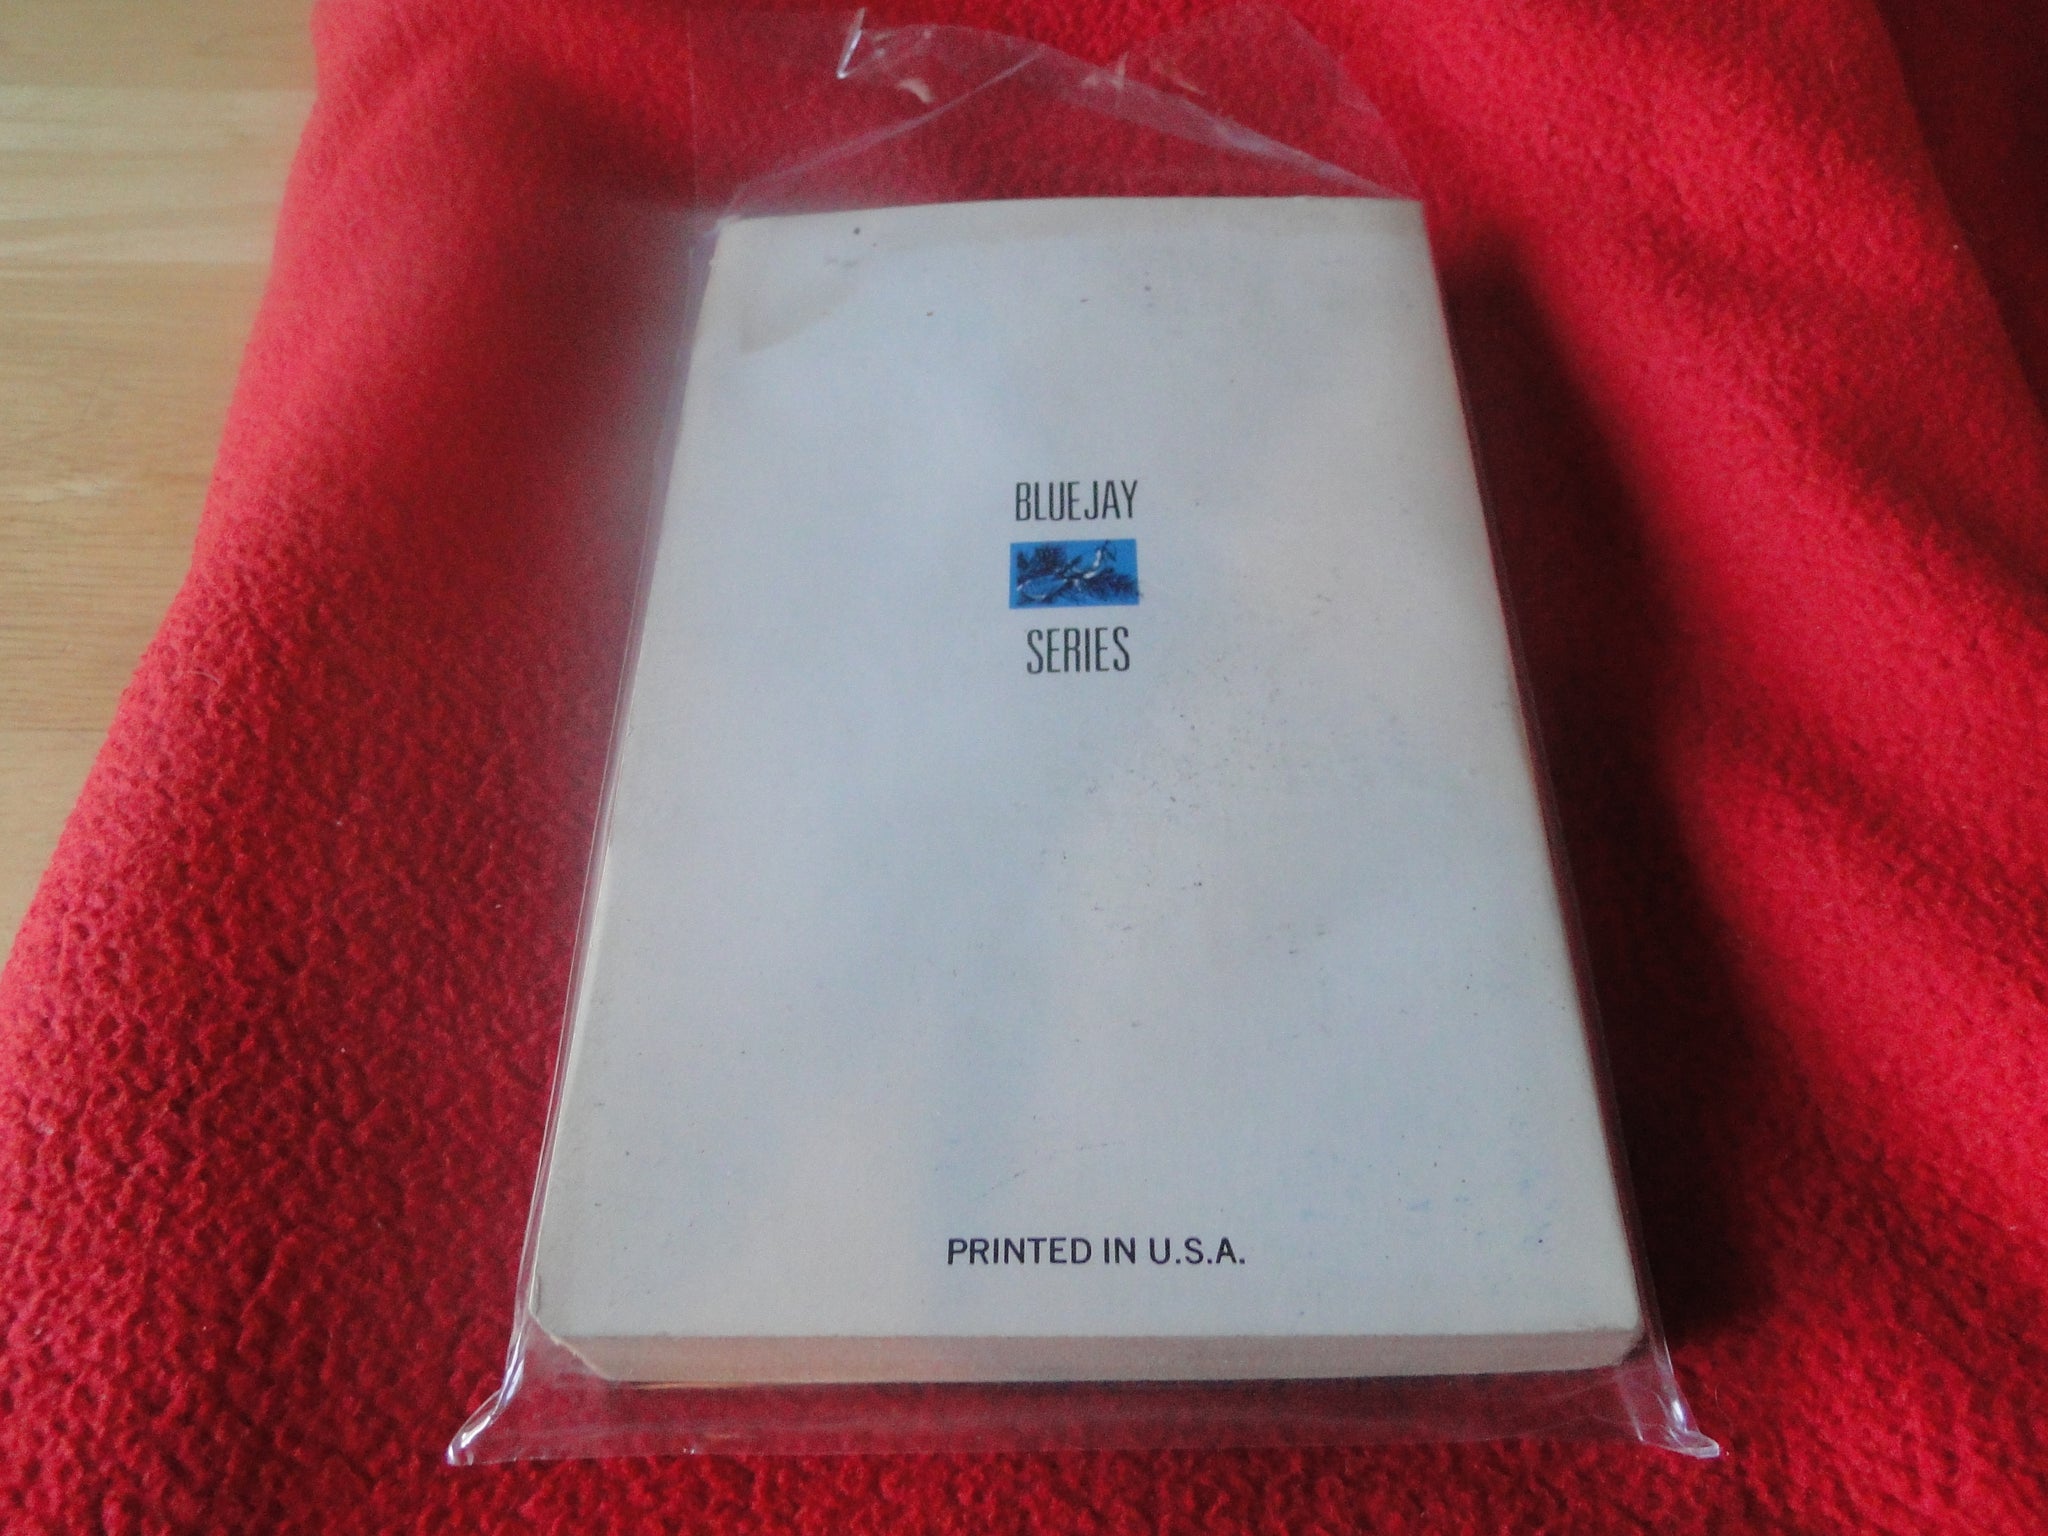 BLUEJAY
SERIES
PRINTED IN U.S.A.